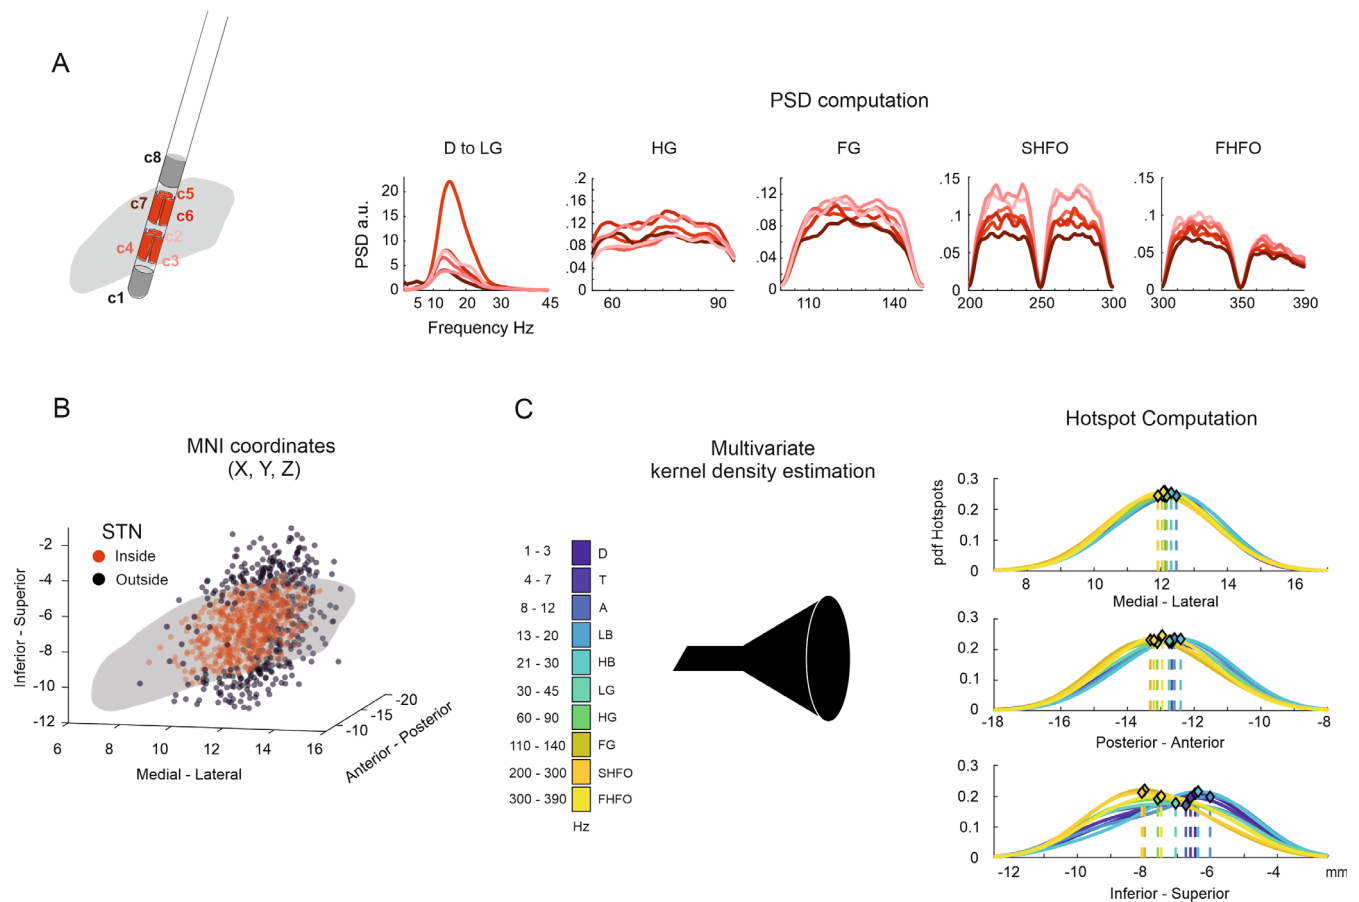 A
c8
c5
c7
c6
c2
c4
c3
c1
PSD computation
D to LG
HG
FG
SHFO
FHFO
PSD a.u.
20
15
10
5
0
5 10 20 30 45
Frequency Hz
.2
.16
0.12
0.08
.04
0
60 90
.12
0.08
.04
0
110 140
.15
.1
.05
0
200 250 300
.15
.1
.05
0
300 350 390
B
MNI coordinates
(X, Y, Z)
STN
Inside
Outside
Inferior - Superior
-2
-4
-6
-8
-10
-12
6 8 10 12 14 16
Medial - Lateral
-10 -15 -20
Anterior - Posterior
C
Multivariate
kernel density estimation
1 - 3 D
4 - 7 T
8 - 12 A
13 - 20 LB
21 - 30 HB
30 - 45 LG
60 - 90 HG
110 - 140 FG
200 - 300 SHFO
300 - 390 FHFO
Hz
Hotspot Computation
pdf Hotspots
0.3
0.2
0.1
0
8 10 12 14 16
Medial - Lateral
0.3
0.2
0.1
0
-18 -16 -14 -12 -10 -8
Posterior - Anterior
0.3
0.2
0.1
0
-12 -10 -8 -6 -4 mm
Inferior - Superior